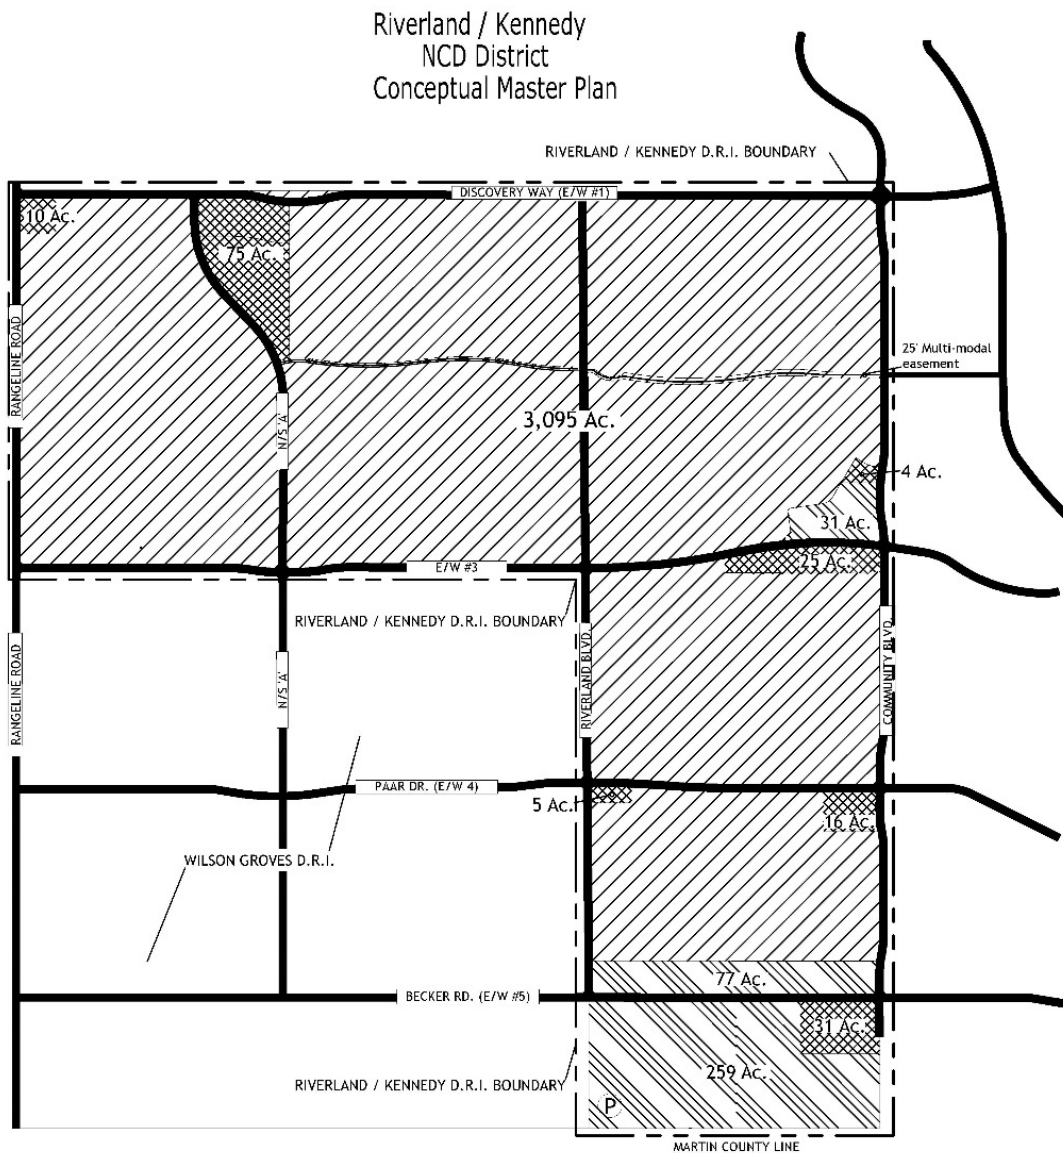 Riverland / Kennedy
NCD District
Conceptual Master Plan
RIVERLAND / KENNEDY D.R.I. BOUNDARY
DISCOVERY WAY (E/W #1)
10 Ac.
75 Ac.
RANGELINE ROAD
25' Multi-modal
easement
N/S 'A'
3,095 Ac.
4 Ac.
31 Ac.
25 Ac.
E/W #3
RIVERLAND / KENNEDY D.R.I. BOUNDARY
RANGELINE ROAD
N/S 'A'
RIVERLAND BLVD.
COMMUNITY BLVD.
PAAR DR. (E/W 4)
5 Ac.
16 Ac.
WILSON GROVES D.R.I.
77 Ac.
BECKER RD. (E/W #5)
31 Ac.
259 Ac.
RIVERLAND / KENNEDY D.R.I. BOUNDARY
P
MARTIN COUNTY LINE